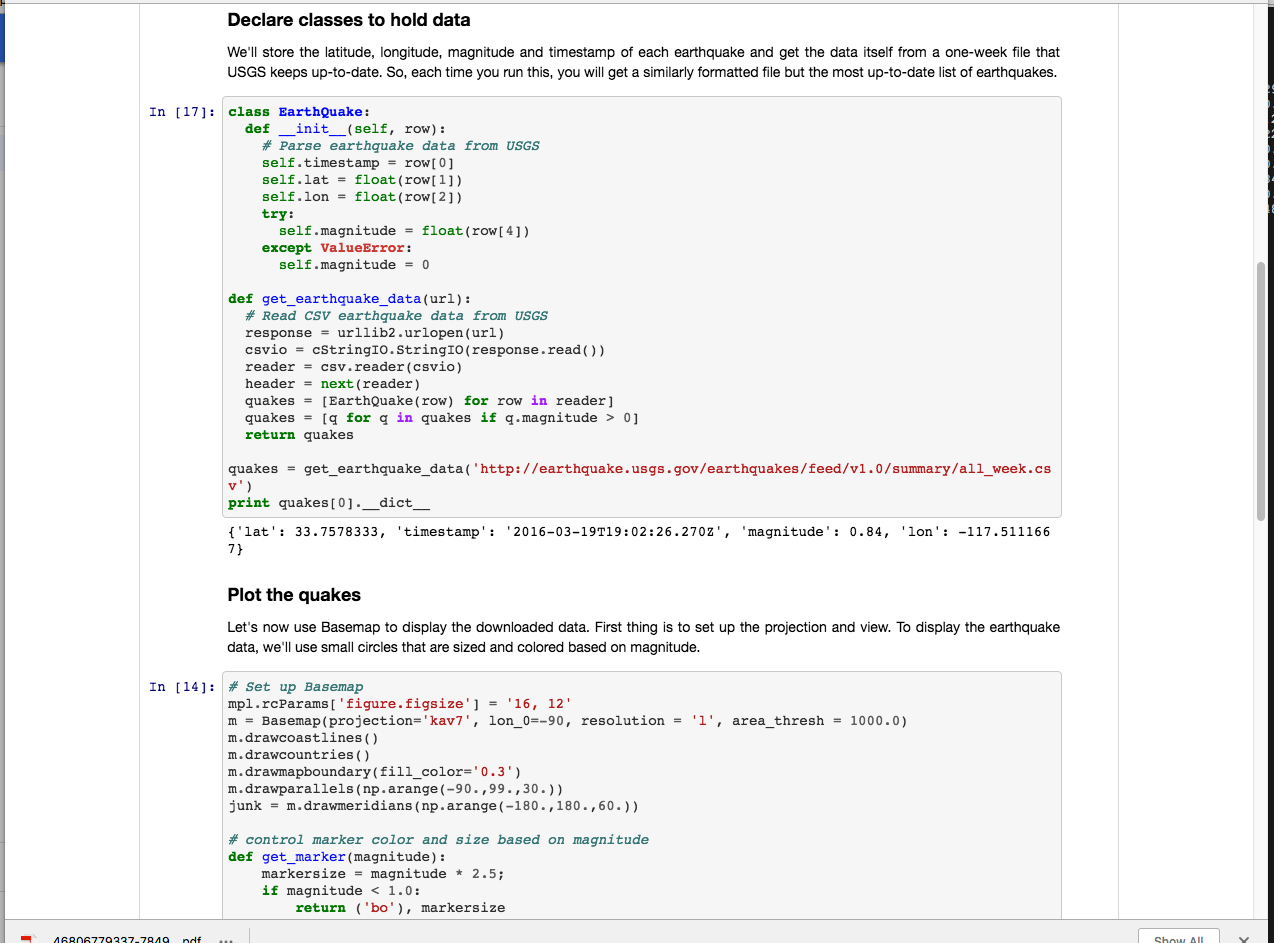 Declare classes to hold data
We'll store the latitude, longitude, magnitude and timestamp of each earthquake and get the data itself from a one-week file that
USGS keeps up-to-date. So, each time you run this, you will get a similarly formatted file but the most up-to-date list of earthquakes.
In [17]: class EarthQuake:
  def __init__(self, row):
    # Parse earthquake data from USGS
    self.timestamp = row[0]
    self.lat = float(row[1])
    self.lon = float(row[2])
    try:
      self.magnitude = float(row[4])
    except ValueError:
      self.magnitude = 0
def get_earthquake_data(url):
  # Read CSV earthquake data from USGS
  response = urllib2.urlopen(url)
  csvio = cStringIO.StringIO(response.read())
  reader = csv.reader(csvio)
  header = next(reader)
  quakes = [EarthQuake(row) for row in reader]
  quakes = [q for q in quakes if q.magnitude > 0]
  return quakes
quakes = get_earthquake_data('http://earthquake.usgs.gov/earthquakes/feed/v1.0/summary/all_week.cs
v')
print quakes[0].__dict__
{'lat': 33.7578333, 'timestamp': '2016-03-19T19:02:26.270Z', 'magnitude': 0.84, 'lon': -117.511166
7}
Plot the quakes
Let's now use Basemap to display the downloaded data. First thing is to set up the projection and view. To display the earthquake
data, we'll use small circles that are sized and colored based on magnitude.
In [14]: # Set up Basemap
mpl.rcParams['figure.figsize'] = '16, 12'
m = Basemap(projection='kav7', lon_0=-90, resolution = 'l', area_thresh = 1000.0)
m.drawcoastlines()
m.drawcountries()
m.drawmapboundary(fill_color='0.3')
m.drawparallels(np.arange(-90.,99.,30.))
junk = m.drawmeridians(np.arange(-180.,180.,60.))
# control marker color and size based on magnitude
def get_marker(magnitude):
    markersize = magnitude * 2.5;
    if magnitude < 1.0:
        return ('bo'), markersize
46806779337-7849....pdf ... Show All